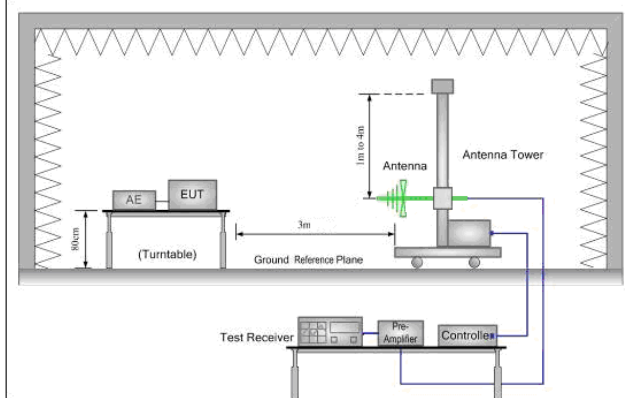 1m to 4m
Antenna
Antenna Tower
AE
EUT
80cm
(Turntable)
3m
Ground Reference Plane
Test Receiver
Pre-
Amplifier
Controller